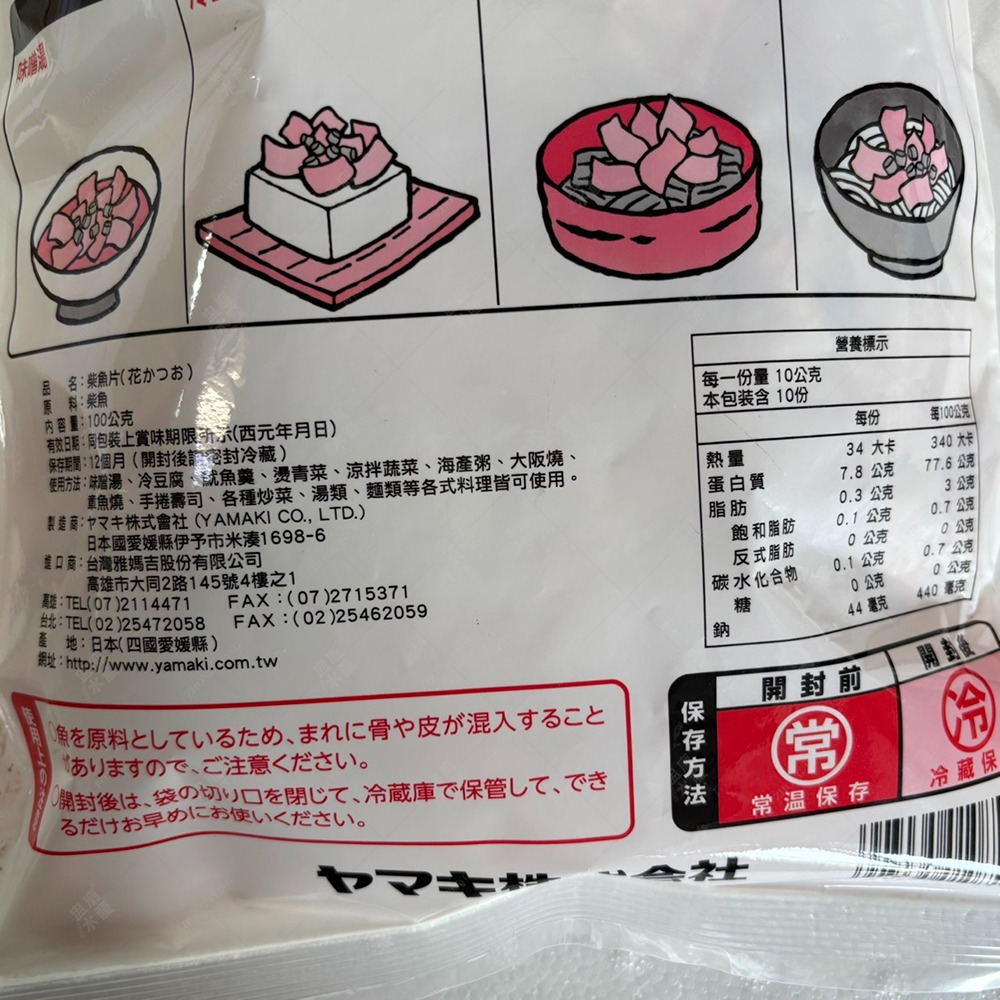 味噌湯
品名:柴魚片(花かつお)
原料:柴魚
內容量:100公克
有效日期:同包裝上賞味期限所示(西元年月日)
保存期間:12個月(開封後請密封冷藏)
使用方法:味噌湯、冷豆腐、魷魚羹、燙青菜、涼拌蔬菜、海產粥、大阪燒、
章魚燒、手捲壽司、各種炒菜、湯類、麵類等各式料理皆可使用。
製造商:ヤマキ株式會社(YAMAKI CO., LTD.)
日本國愛媛縣伊予市米湊1698-6
進口商:台灣雅媽吉股份有限公司
高雄市大同2路145號4樓之1
高雄:TEL(07)2114471 FAX:(07)2715371
台北:TEL(02)25472058 FAX:(02)25462059
產地:日本(四國愛媛縣)
網址:http://www.yamaki.com.tw
營養標示
每一份量 10公克
本包裝含 10份
每份 每100公克
熱量 34 大卡 340 大卡
蛋白質 7.8 公克 77.6 公克
脂肪 0.3 公克 3 公克
飽和脂肪 0.1 公克 0.7 公克
反式脂肪 0 公克 0 公克
碳水化合物 0.1 公克 0.7 公克
糖 0 公克 0 公克
鈉 44 毫克 440 毫克
保存方法
開封前
常
常溫保存
開封後
冷
冷藏保
使用上の
魚を原料としているため、まれに骨や皮が混入すること
がありますので、ご注意ください。
開封後は、袋の切り口を閉じて、冷蔵庫で保管して、でき
るだけお早めにお使いください。
ヤマキ株式会社